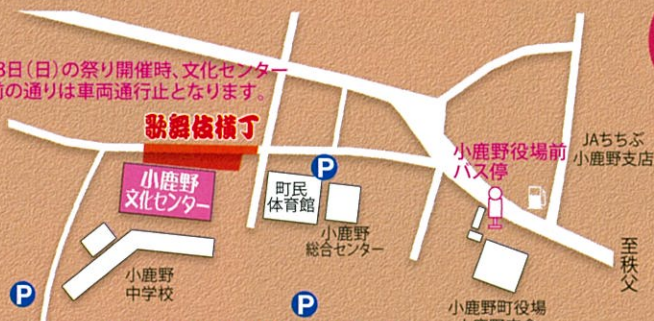 日(日)の祭り開催時、文化センター
の通りは車両通行止となります。
歌舞伎横丁
小鹿野
文化センター
P
町民
体育館
小鹿野
総合センター
小鹿野役場前
バス停
JAちちぶ
小鹿野支店
至秩父
小鹿野
中学校
P
P
小鹿野町役場